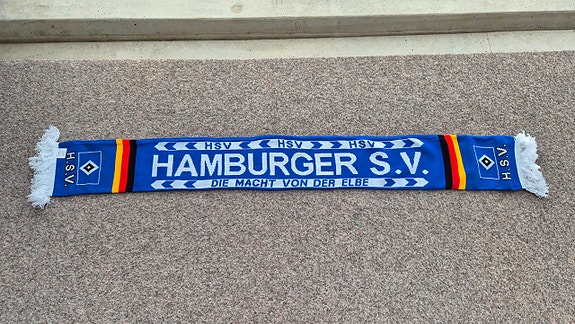 HSV HSV HSV
HAMBURGER S.V.
DIE MACHT VON DER ELBE
H.S.V.
H.S.V.